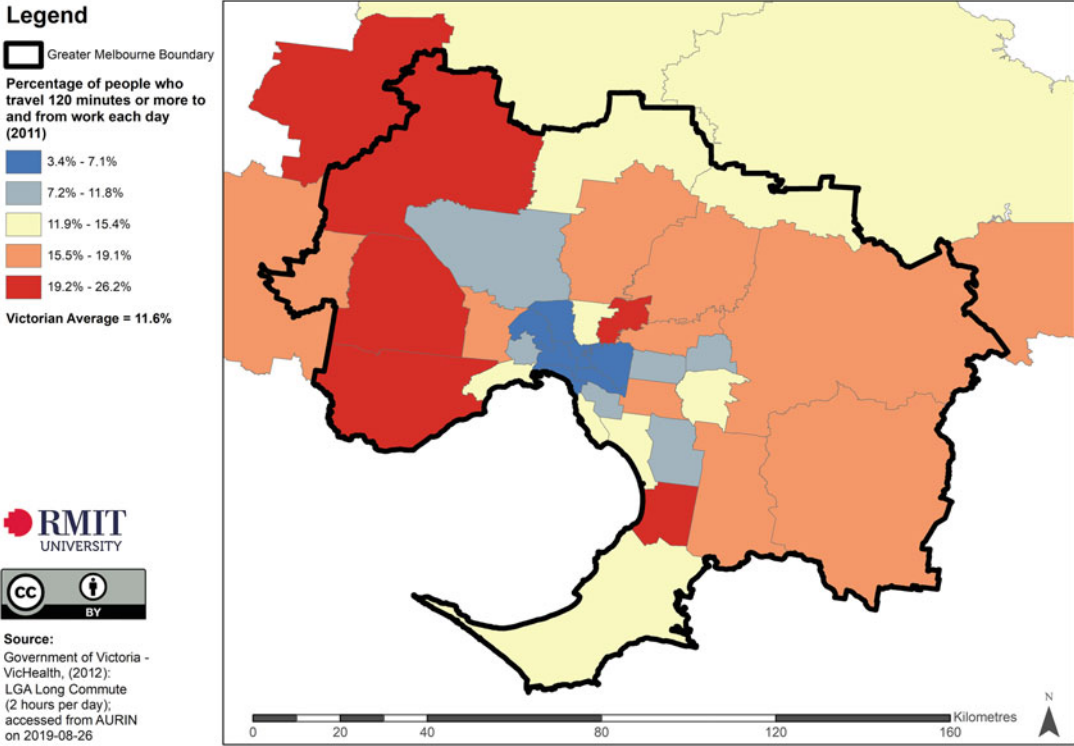 Legend
Greater Melbourne Boundary
Percentage of people who
travel 120 minutes or more to
and from work each day
(2011)
3.4% - 7.1%
7.2% - 11.8%
11.9% - 15.4%
15.5% - 19.1%
19.2% - 26.2%
Victorian Average = 11.6%
RMIT
UNIVERSITY
CC
BY
Source:
Government of Victoria -
VicHealth, (2012):
LGA Long Commute
(2 hours per day);
accessed from AURIN
on 2019-08-26
Kilometres
0 20 40 80 120 160
N